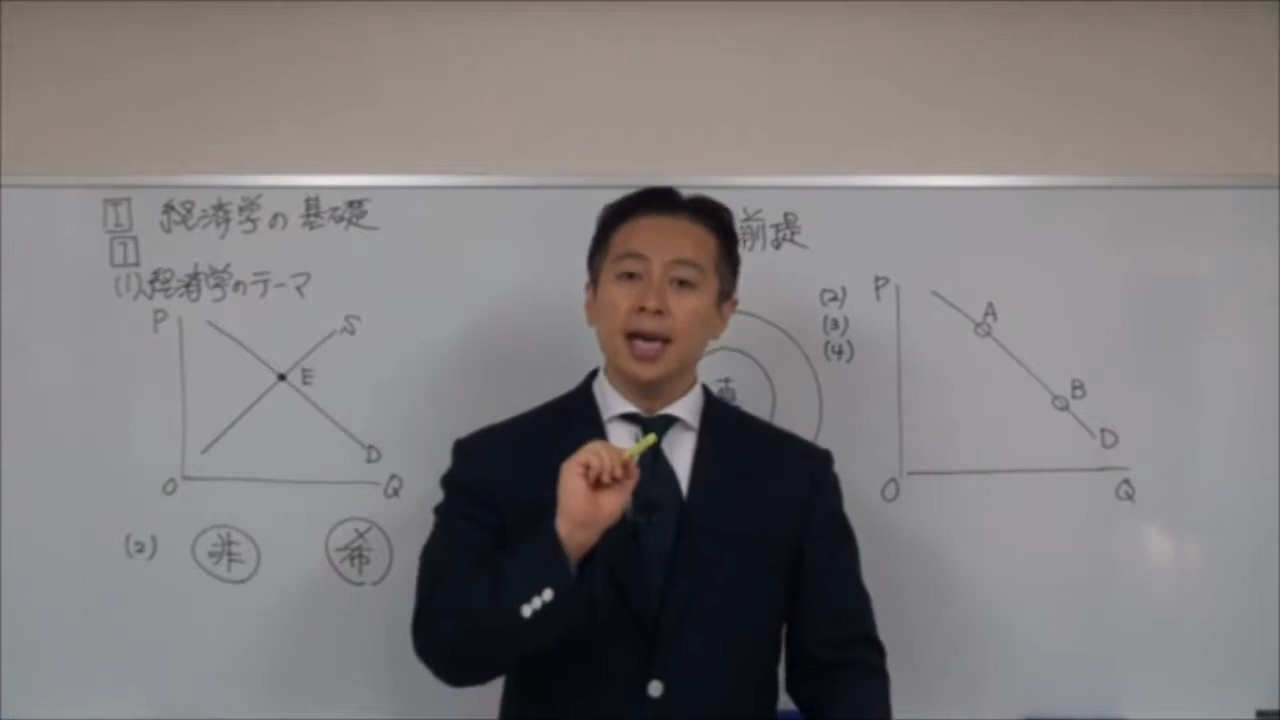 I 経済学の基礎
1
(1)経済学のテーマ
P
S
E
D
O
Q
(2) 非 希
前提
(2)
(3)
(4)
P
A
B
D
O
Q